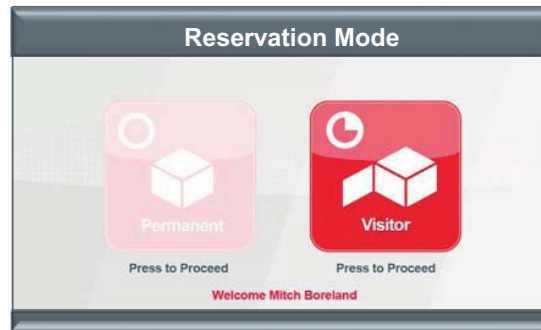 Reservation Mode
Permanent Visitor
Press to Proceed Press to Proceed
Welcome Mitch Boreland